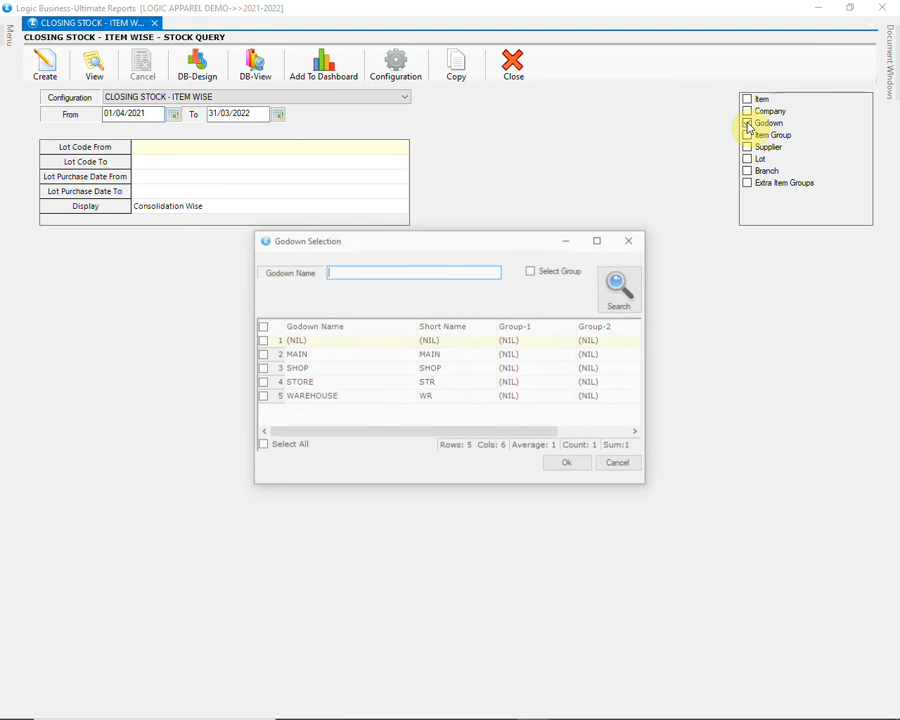 Logic Business-Ultimate Reports [LOGIC APPAREL DEMO->>2021-2022]
Menu
CLOSING STOCK - ITEM W...
Document Windows
CLOSING STOCK - ITEM WISE - STOCK QUERY
Create View Cancel DB-Design DB-View Add To Dashboard Configuration Copy Close
Configuration CLOSING STOCK - ITEM WISE
From 01/04/2021 To 31/03/2022
Lot Code From
Lot Code To
Lot Purchase Date From
Lot Purchase Date To
Display Consolidation Wise
Item
Company
Godown
Item Group
Supplier
Lot
Branch
Extra Item Groups
Godown Selection
Godown Name Select Group
Search
Godown Name Short Name Group-1 Group-2
1 (NIL) (NIL) (NIL) (NIL)
2 MAIN MAIN (NIL) (NIL)
3 SHOP SHOP (NIL) (NIL)
4 STORE STR (NIL) (NIL)
5 WAREHOUSE WR (NIL) (NIL)
Select All Rows: 5 Cols: 6 Average: 1 Count: 1 Sum:1
Ok Cancel